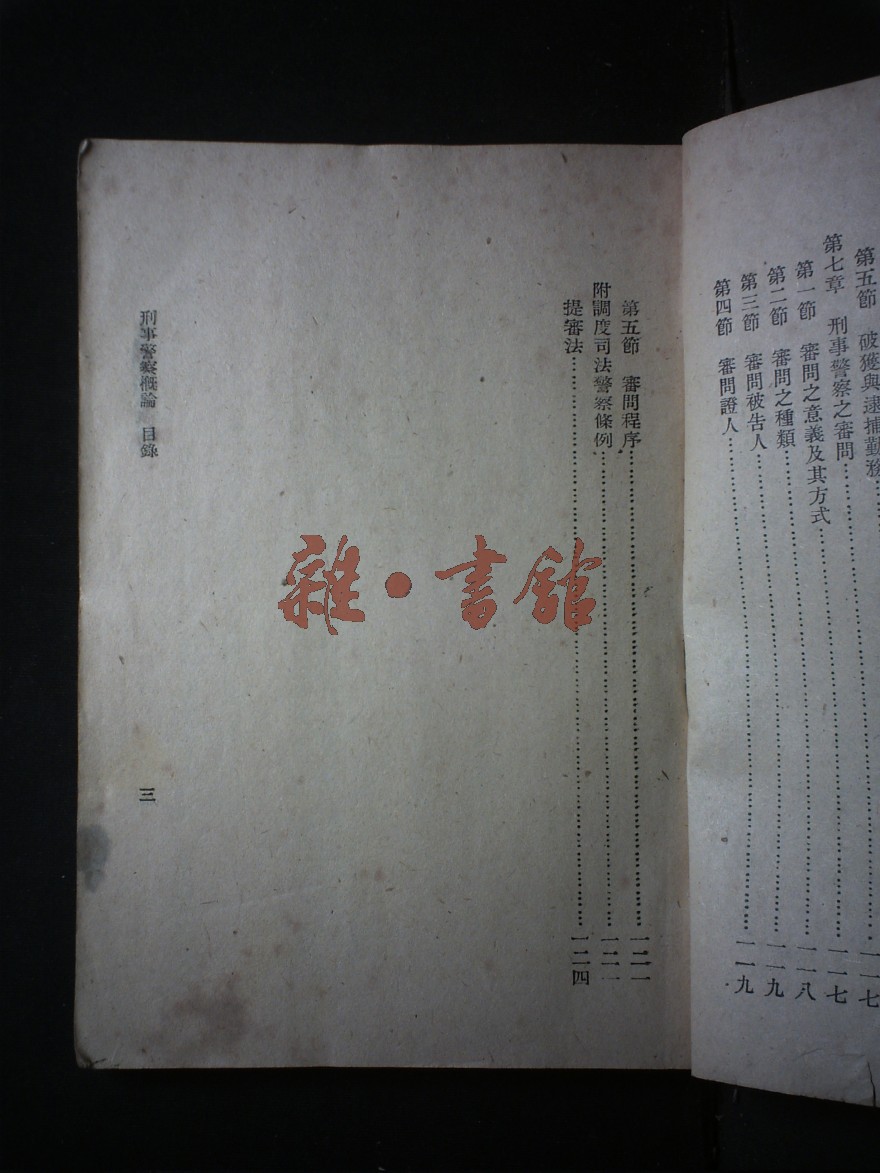 第五節 破獲與逮捕勤務……一一七
第七章 刑事警察之審問……一一七
第一節 審問之意義及其方式……一一八
第二節 審問之種類……一一九
第三節 審問被告人……一一九
第四節 審問證人
第五節 審問程序……一二一
附調度司法警察條例……一二一
提審法……一二四
刑事警察概論 目錄
三
雜·書館